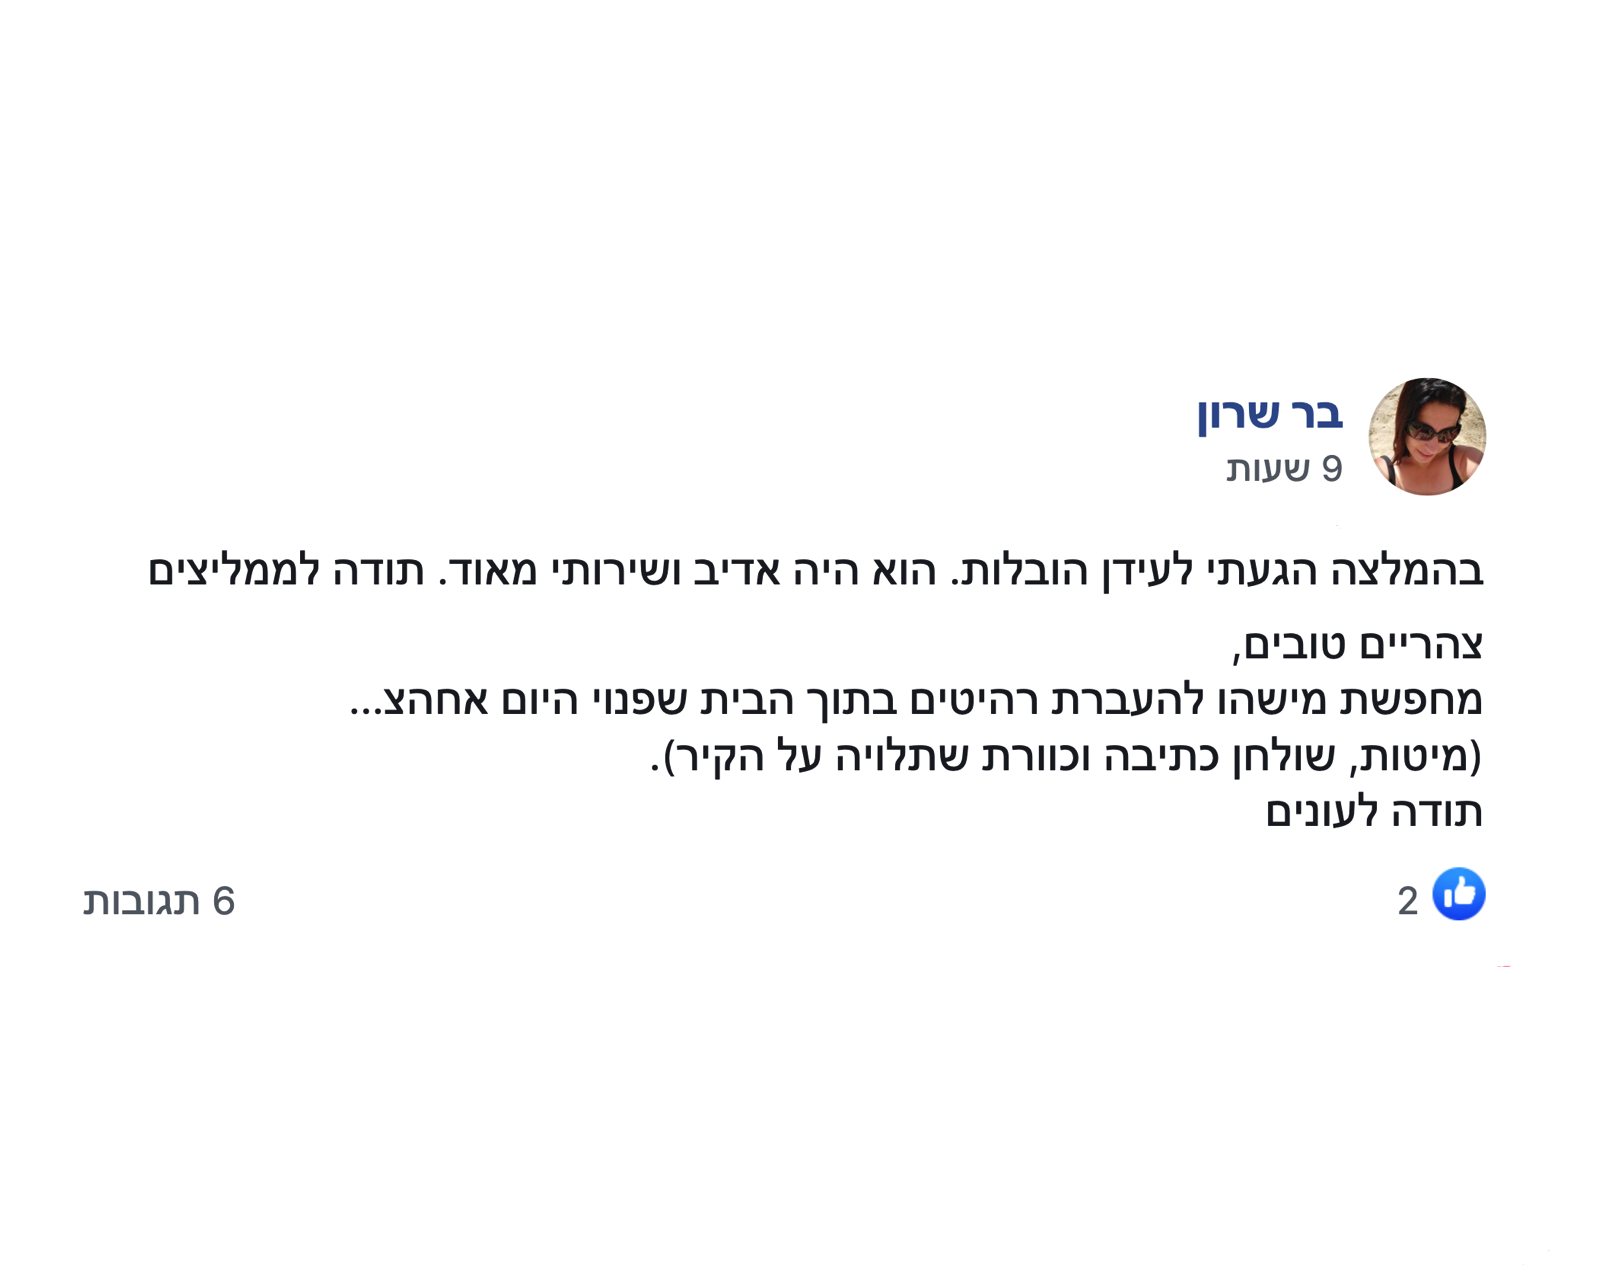 בר שרון
9 שעות
בהמלצה הגעתי לעידן הובלות. הוא היה אדיב ושירותי מאוד. תודה לממליצים
צהריים טובים,
מחפשת מישהו להעברת רהיטים בתוך הבית שפנוי היום אחהצ...
(מיטות, שולחן כתיבה וכוורת שתלויה על הקיר).
תודה לעונים
2
6 תגובות